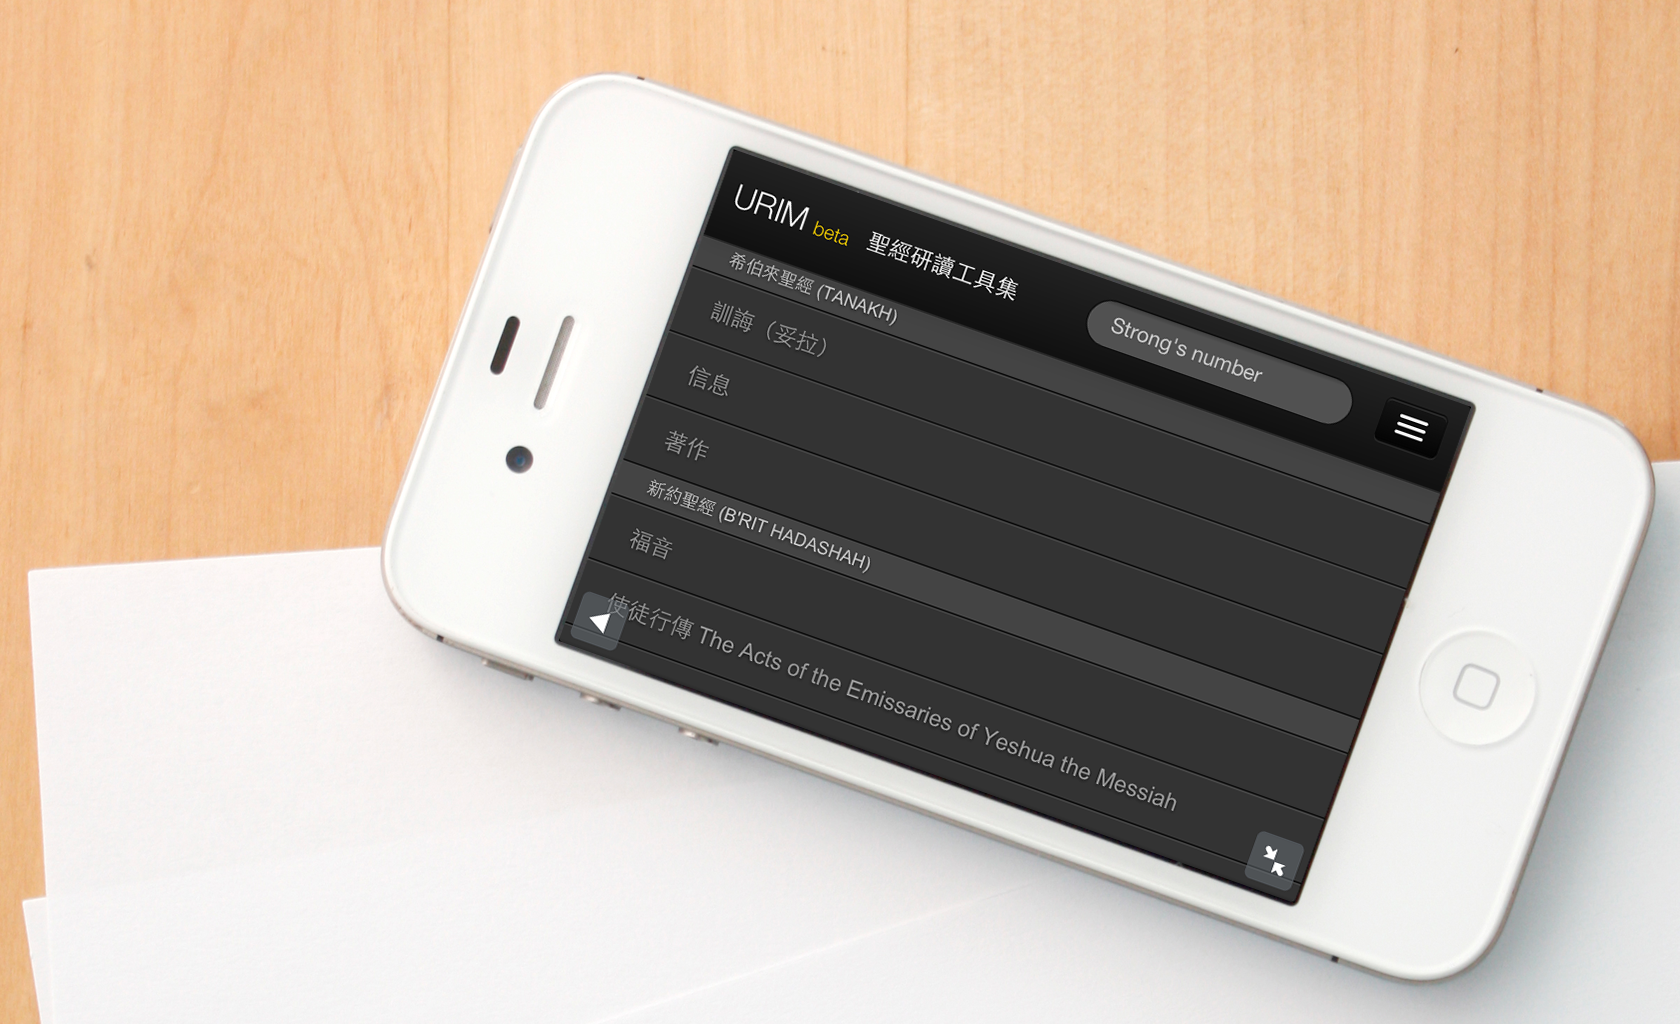 URIM beta 聖經研讀工具集
Strong's number
希伯來聖經 (TANAKH)
訓誨（妥拉）
信息
著作
新約聖經 (B'RIT HADASHAH)
福音
使徒行傳 The Acts of the Emissaries of Yeshua the Messiah